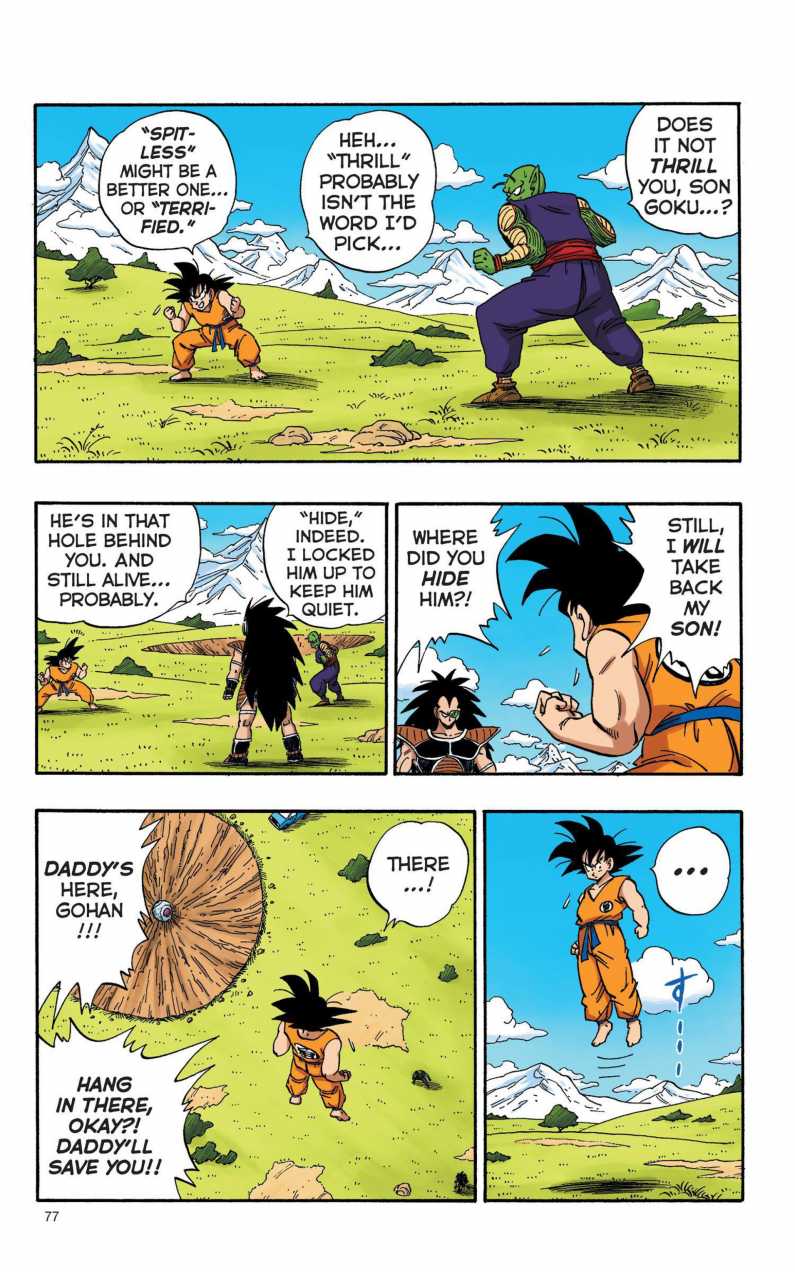 DOES
IT NOT
THRILL
YOU, SON
GOKU...?
HEH...
"THRILL"
PROBABLY
ISN'T THE
WORD I'D
PICK...
"SPIT-
LESS"
MIGHT BE A
BETTER ONE...
OR "TERRI-
FIED."
STILL,
I WILL
TAKE
BACK
MY
SON!
WHERE
DID YOU
HIDE
HIM?!
"HIDE,"
INDEED.
I LOCKED
HIM UP TO
KEEP HIM
QUIET.
HE'S IN THAT
HOLE BEHIND
YOU. AND
STILL ALIVE...
PROBABLY.
...
す
THERE
...!
DADDY'S
HERE,
GOHAN
!!!
HANG
IN THERE,
OKAY?!
DADDY'LL
SAVE YOU!!
77